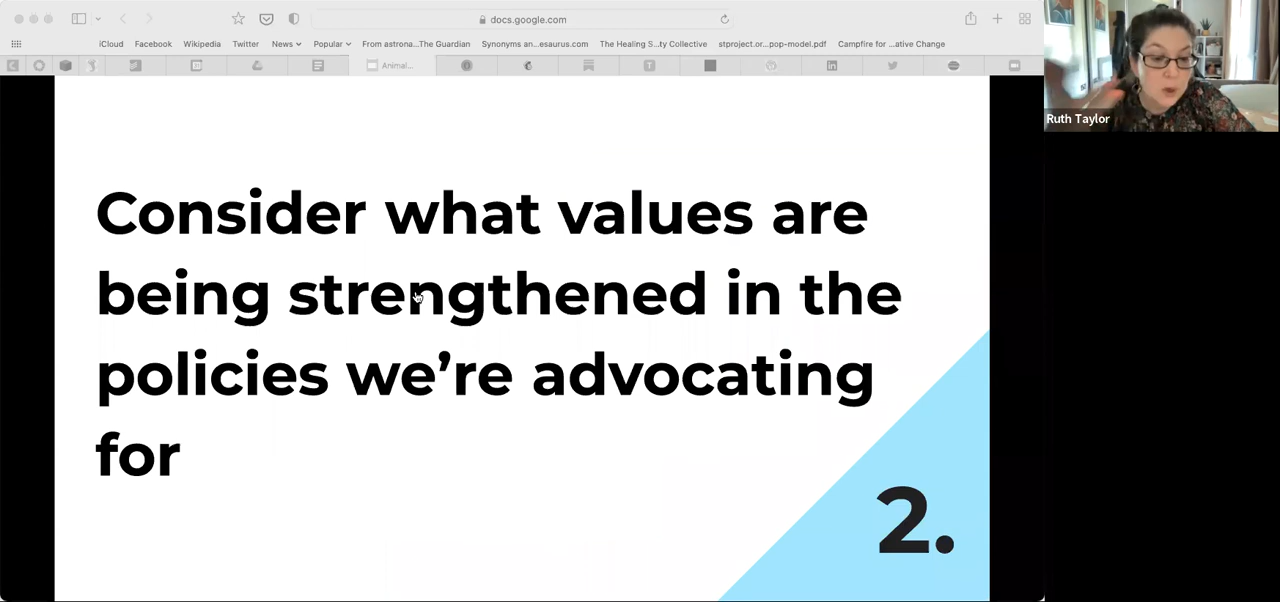 docs.google.com
iCloud Facebook Wikipedia Twitter News Popular From astrona...The Guardian Synonyms an...esaurus.com The Healing S...ty Collective stproject.or...pop-model.pdf Campfire for ...ative Change
Animal...
Ruth Taylor
Consider what values are
being strengthened in the
policies we’re advocating
for
2.